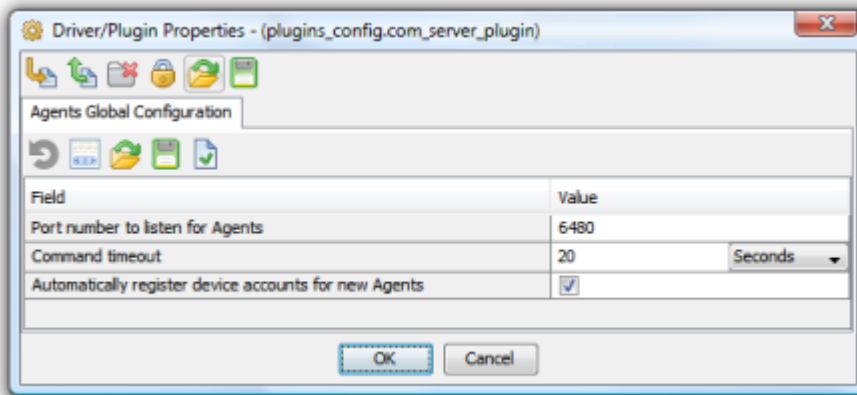 Driver/Plugin Properties - (plugins_config.com_server_plugin)
Agents Global Configuration
Field Value
Port number to listen for Agents 6480
Command timeout 20 Seconds
Automatically register device accounts for new Agents
OK Cancel